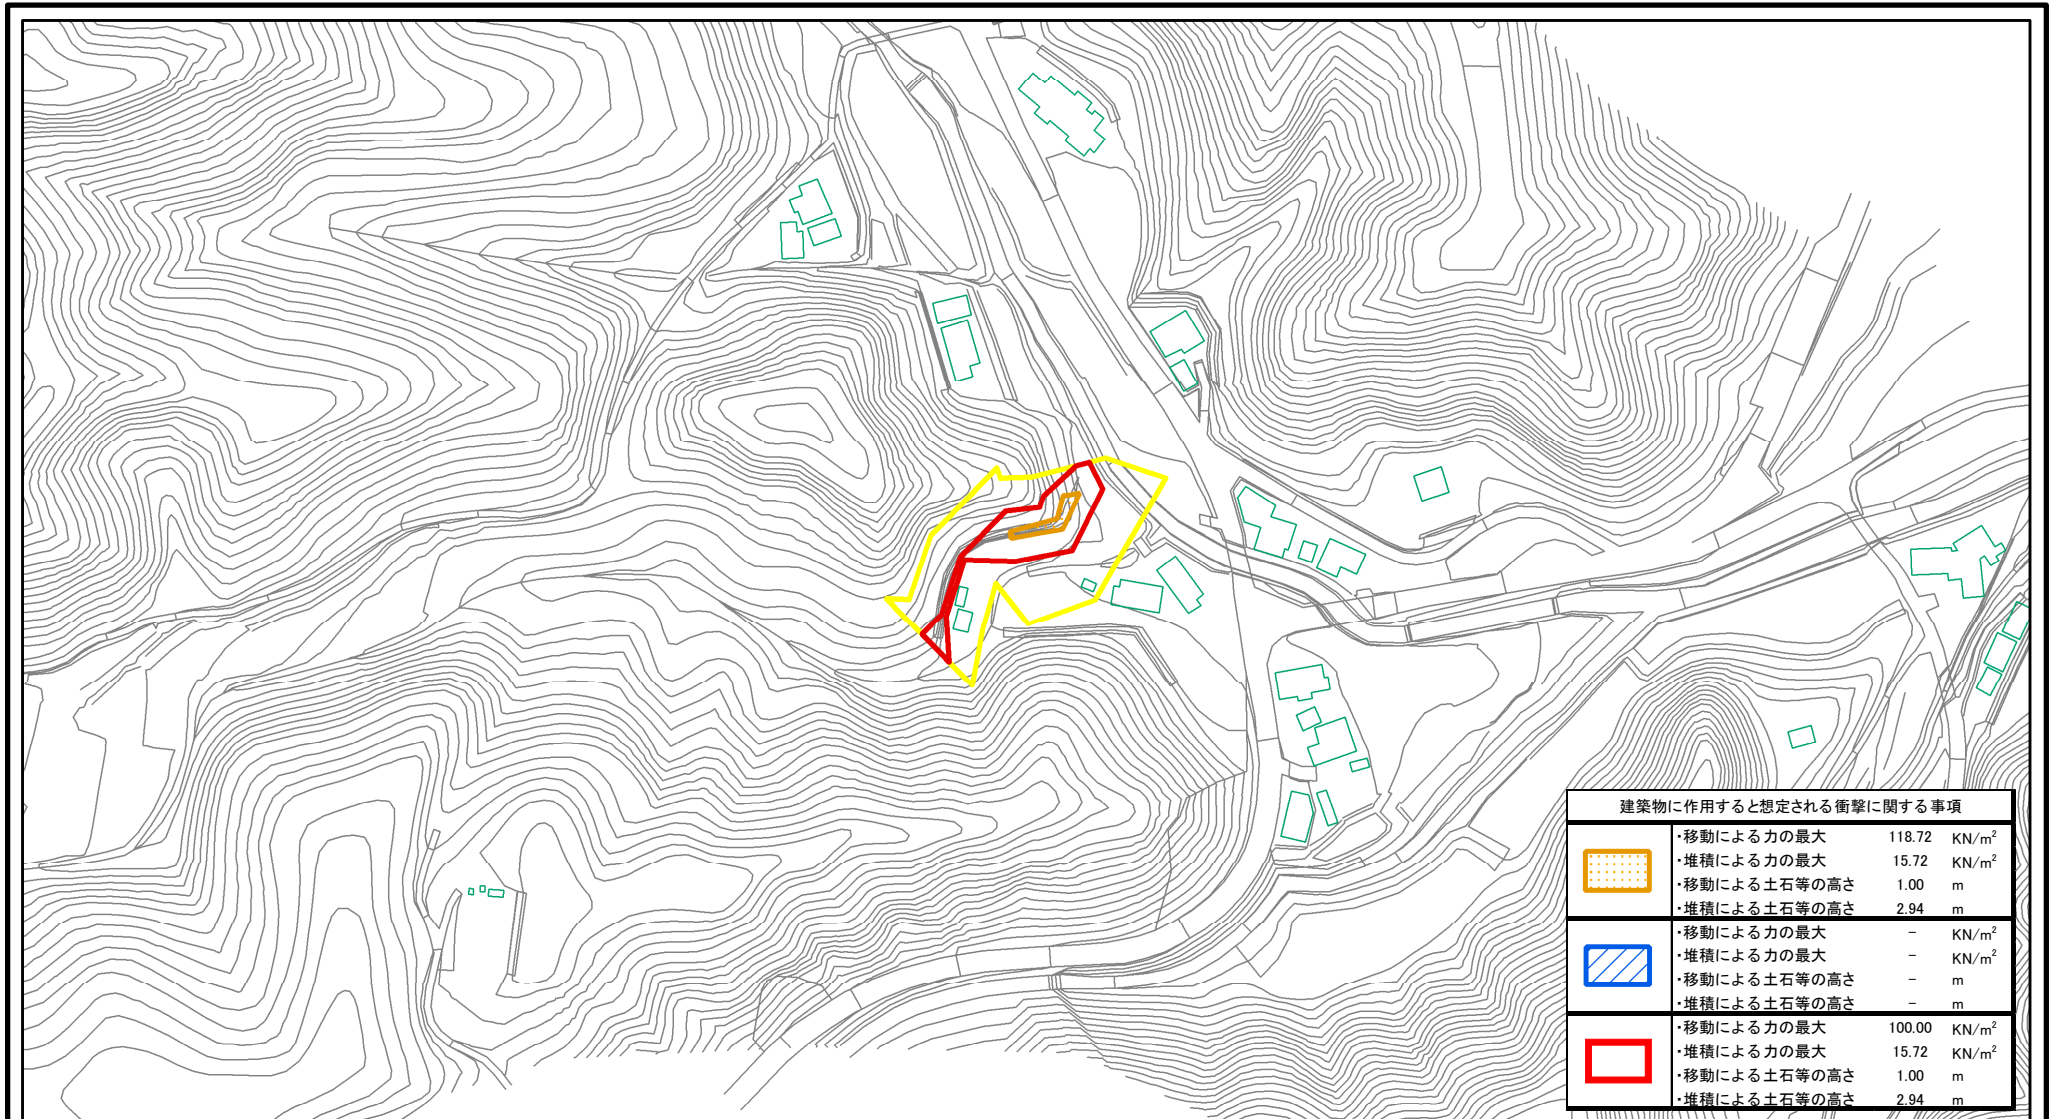 建築物に作用すると想定される衝撃に関する事項
・移動による力の最大 118.72 KN/m²
・堆積による力の最大 15.72 KN/m²
・移動による土石等の高さ 1.00 m
・堆積による土石等の高さ 2.94 m
・移動による力の最大 - KN/m²
・堆積による力の最大 - KN/m²
・移動による土石等の高さ - m
・堆積による土石等の高さ - m
・移動による力の最大 100.00 KN/m²
・堆積による力の最大 15.72 KN/m²
・移動による土石等の高さ 1.00 m
・堆積による土石等の高さ 2.94 m